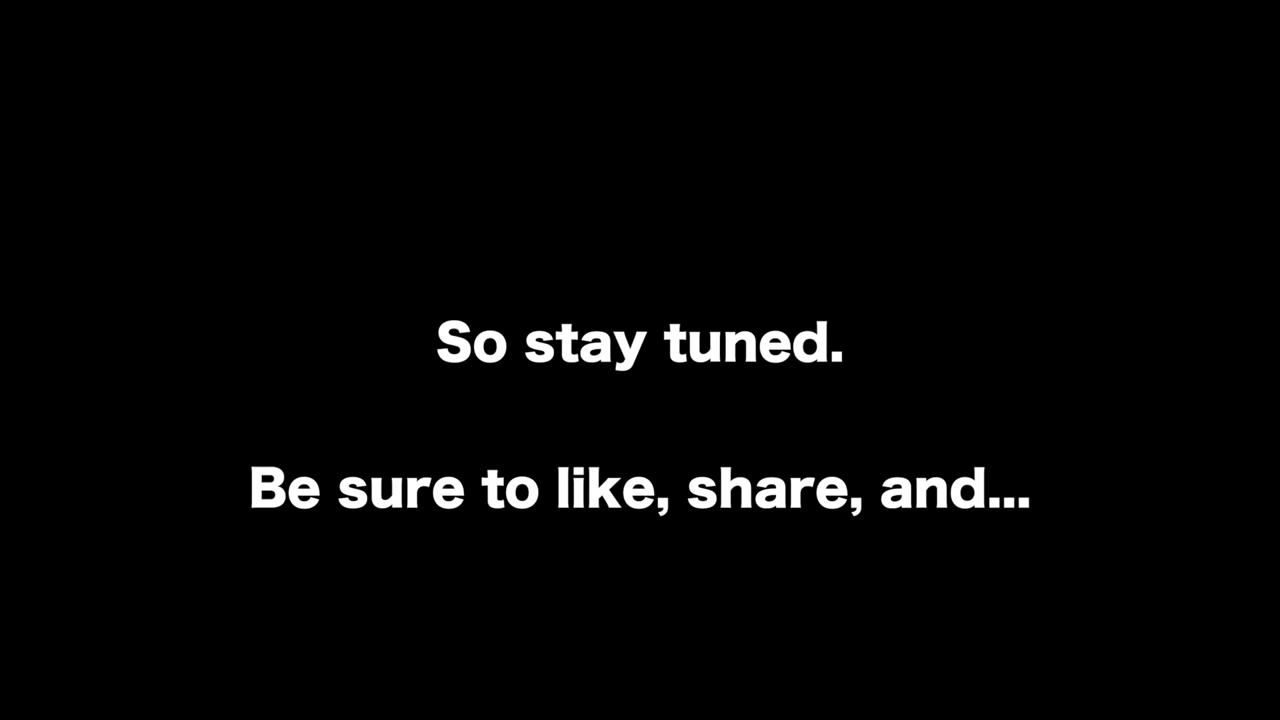 So stay tuned.
Be sure to like, share, and...